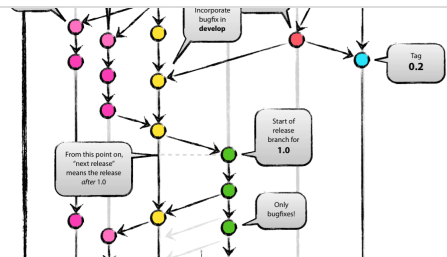 Incorporate
bugfix in
develop
Tag
0.2
Start of
release
branch for
1.0
From this point on,
"next release"
means the release
after 1.0
Only
bugfixes!